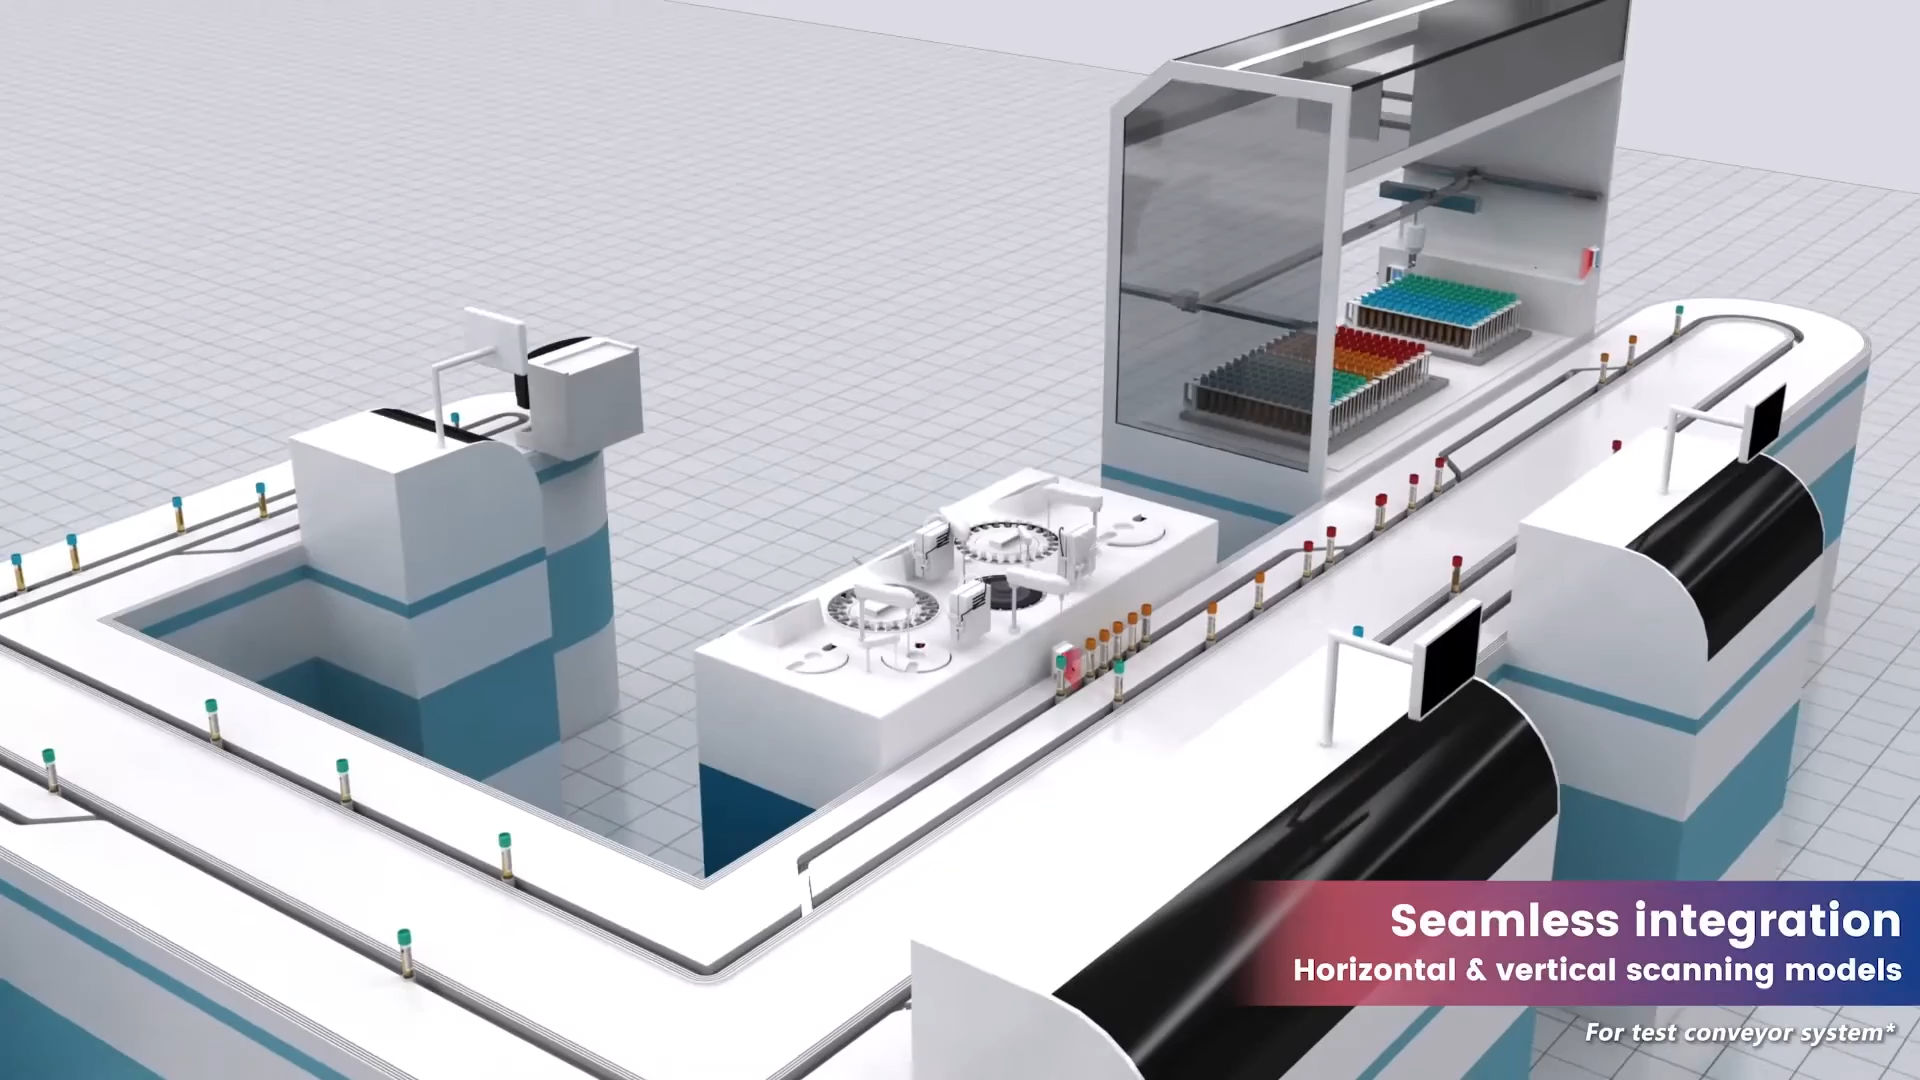 Seamless integration
Horizontal & vertical scanning models
For test conveyor system*